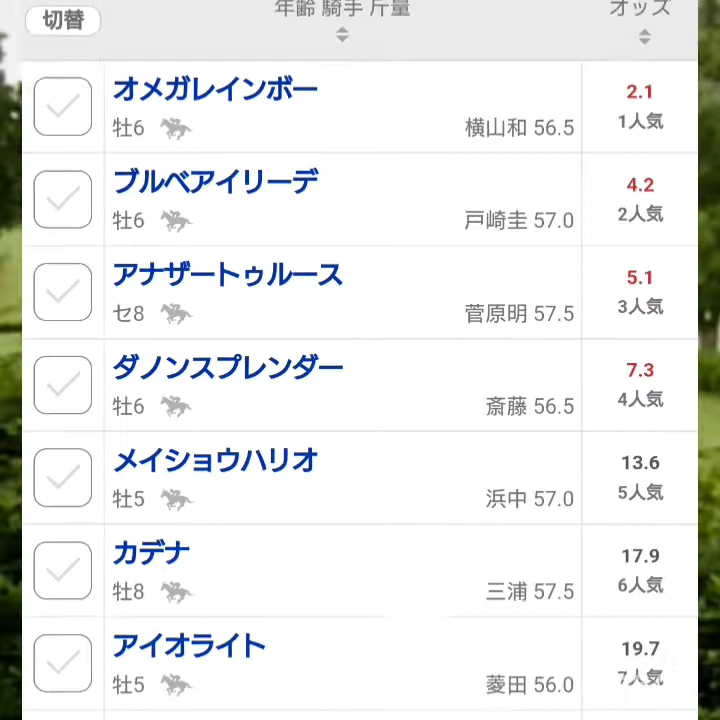 切替
年齢 騎手 斤量
オッズ
オメガレインボー
2.1
牡6
横山和 56.5
1人気
ブルベアイリーデ
4.2
牡6
戸崎圭 57.0
2人気
アナザートゥルース
5.1
セ8
菅原明 57.5
3人気
ダノンスプレンダー
7.3
牡6
斎藤 56.5
4人気
メイショウハリオ
13.6
牡5
浜中 57.0
5人気
カデナ
17.9
牡8
三浦 57.5
6人気
アイオライト
19.7
牡5
菱田 56.0
7人気